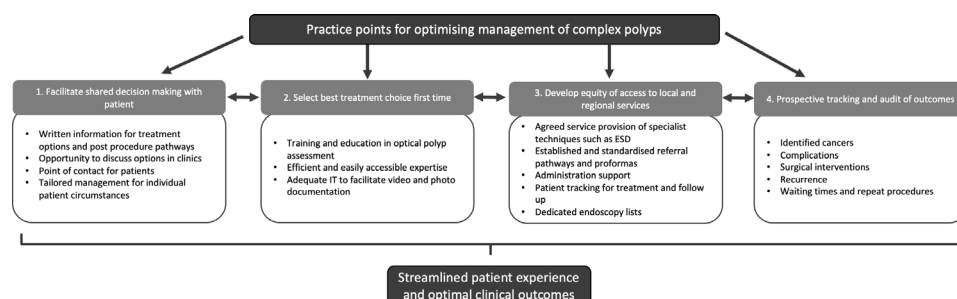 Practice points for optimising management of complex polyps
1. Facilitate shared decision making with
patient
• Written information for treatment
options and post procedure pathways
• Opportunity to discuss options in clinics
• Point of contact for patients
• Tailored management for individual
patient circumstances
2. Select best treatment choice first time
• Training and education in optical polyp
assessment
• Efficient and easily accessible expertise
• Adequate IT to facilitate video and photo
documentation
3. Develop equity of access to local and
regional services
• Agreed service provision of specialist
techniques such as ESD
• Established and standardised referral
pathways and proformas
• Administration support
• Patient tracking for treatment and follow
up
• Dedicated endoscopy lists
4. Prospective tracking and audit of outcomes
• Identified cancers
• Complications
• Surgical interventions
• Recurrence
• Waiting times and repeat procedures
Streamlined patient experience
and optimal clinical outcomes